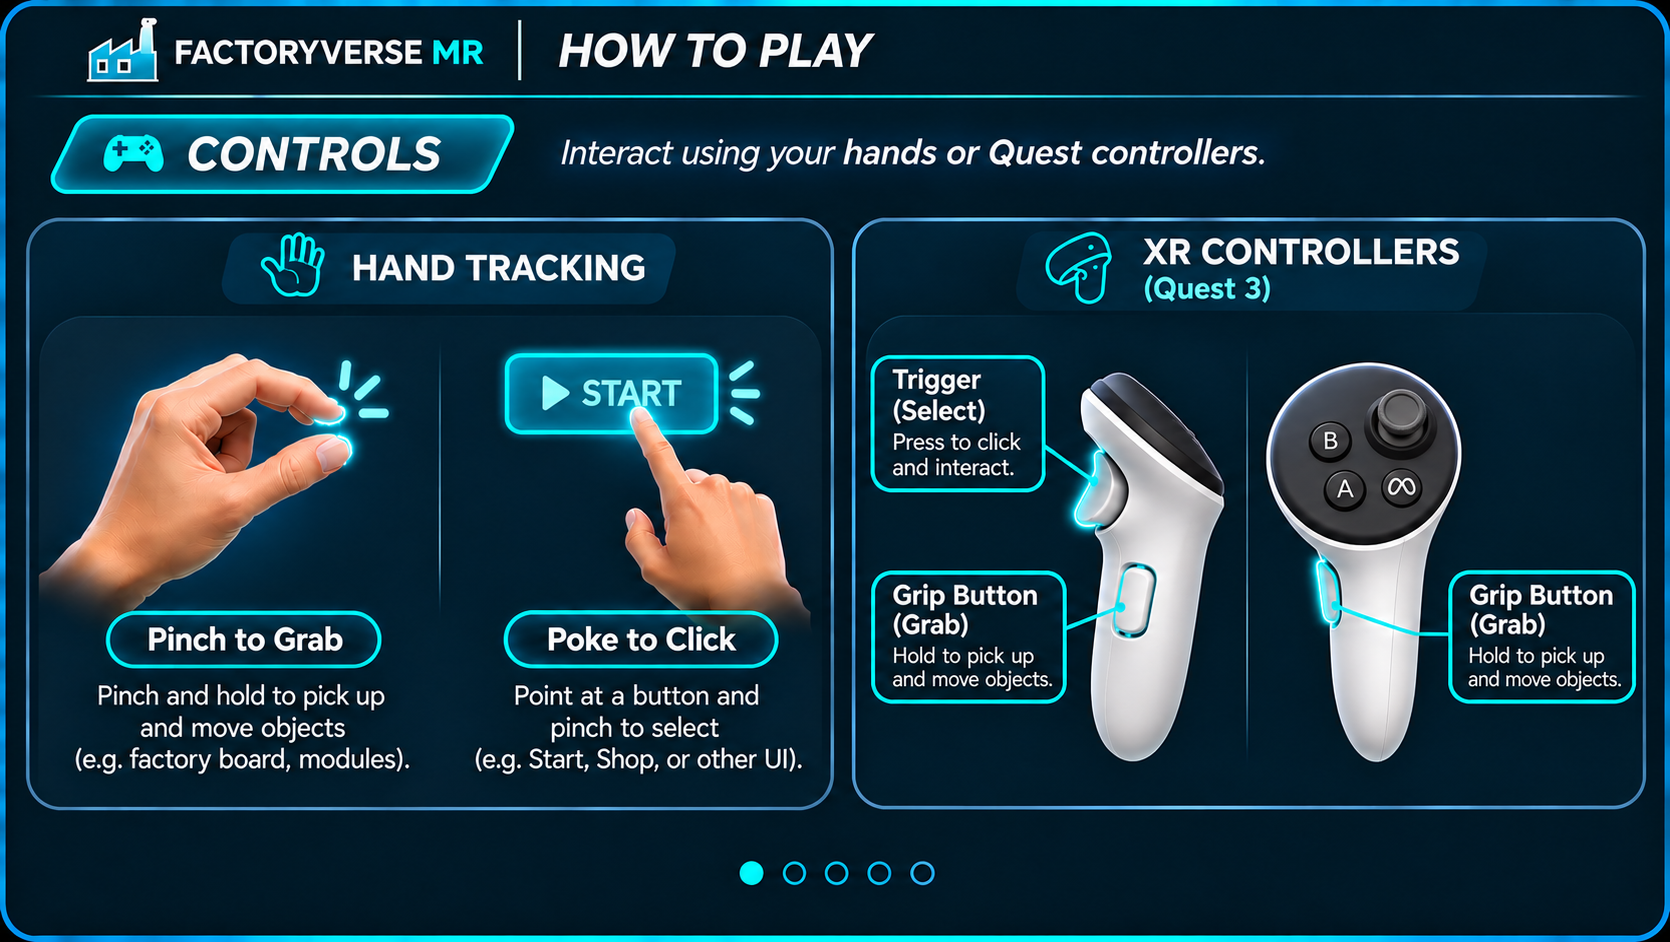 FACTORYVERSE MR
HOW TO PLAY
CONTROLS
Interact using your hands or Quest controllers.
HAND TRACKING
START
Pinch to Grab
Pinch and hold to pick up
and move objects
(e.g. factory board, modules).
Poke to Click
Point at a button and
pinch to select
(e.g. Start, Shop, or other UI).
XR CONTROLLERS
(Quest 3)
Trigger
(Select)
Press to click
and interact.
Grip Button
(Grab)
Hold to pick up
and move objects.
B
A
Grip Button
(Grab)
Hold to pick up
and move objects.